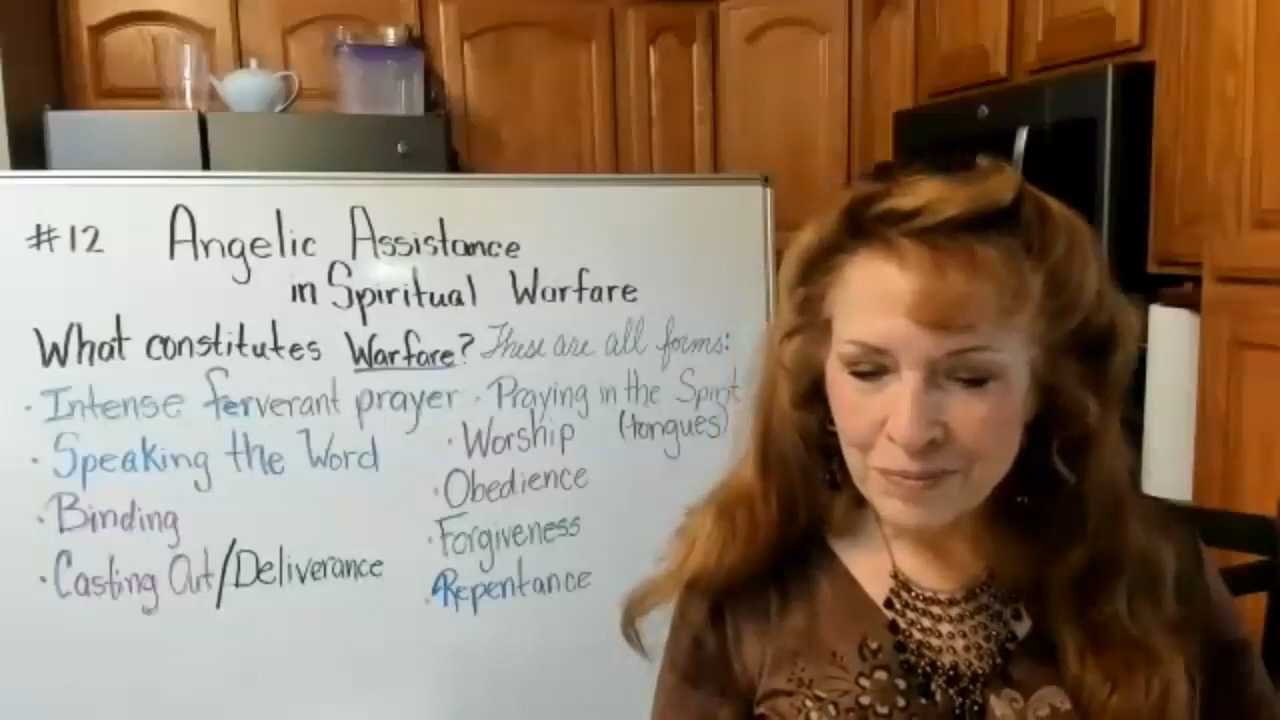 #12 Angelic Assistance
in Spiritual Warfare
What constitutes Warfare? These are all forms:
· Intense ferverant prayer
· Speaking the Word
· Binding
· Casting Out/Deliverance
· Praying in the Spirit
(tongues)
· Worship
· Obedience
· Forgiveness
· Repentance